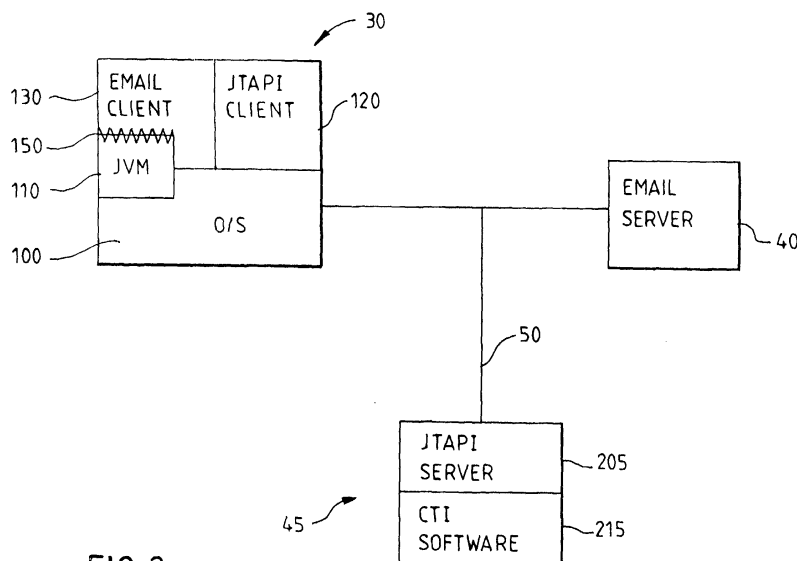 30
EMAIL
CLIENT
JTAPI
CLIENT
130
120
150
JVM
110
O/S
100
EMAIL
SERVER
40
50
JTAPI
SERVER
205
45
CTI
SOFTWARE
215